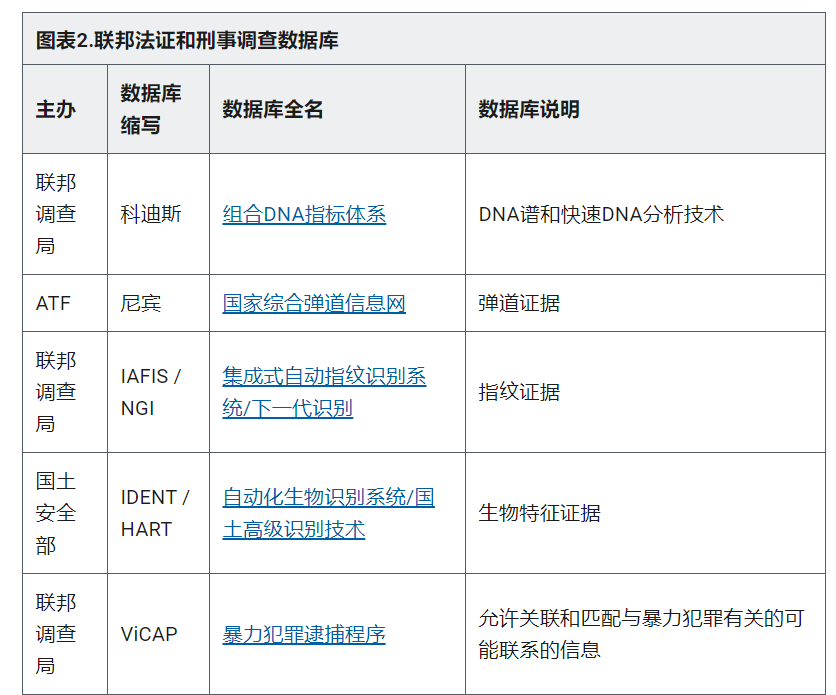 图表2.联邦法证和刑事调查数据库
主办
数据库
缩写
数据库全名
数据库说明
联邦
调查
局
科迪斯
组合DNA指标体系
DNA谱和快速DNA分析技术
ATF
尼宾
国家综合弹道信息网
弹道证据
联邦
调查
局
IAFIS /
NGI
集成式自动指纹识别系
统/下一代识别
指纹证据
国土
安全
部
IDENT /
HART
自动化生物识别系统/国
土高级识别技术
生物特征证据
联邦
调查
局
ViCAP
暴力犯罪逮捕程序
允许关联和匹配与暴力犯罪有关的可
能联系的信息